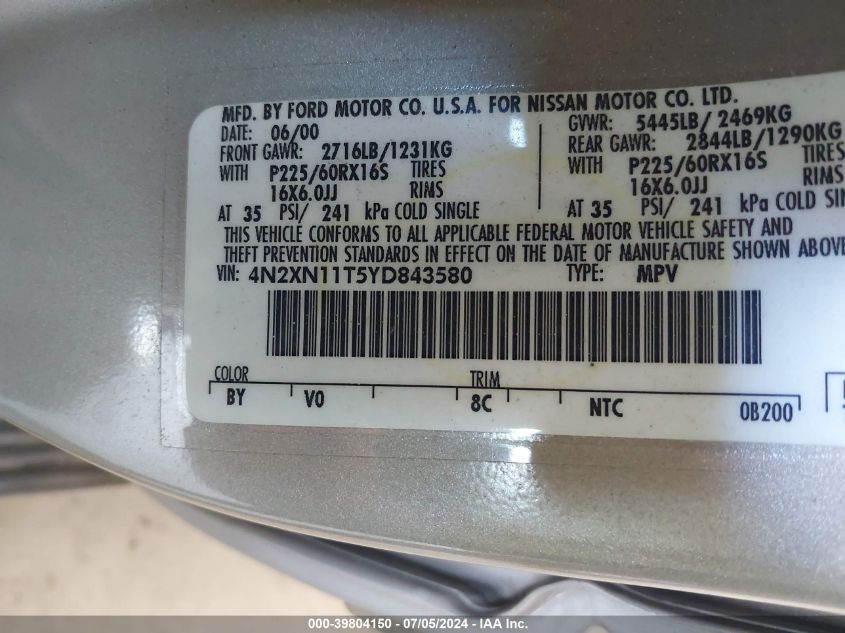 MFD. BY FORD MOTOR CO. U.S.A. FOR NISSAN MOTOR CO. LTD.
DATE: 06/00
GVWR: 5445LB/ 2469KG
FRONT GAWR: 2716LB/1231KG
REAR GAWR: 2844LB/1290KG
WITH P225/60RX16S TIRES
WITH P225/60RX16S TIRES
16X6.0JJ RIMS
16X6.0JJ RIMS
AT 35 PSI/ 241 kPa COLD SINGLE
AT 35 PSI/ 241 kPa COLD SIN
THIS VEHICLE CONFORMS TO ALL APPLICABLE FEDERAL MOTOR VEHICLE SAFETY AND
THEFT PREVENTION STANDARDS IN EFFECT ON THE DATE OF MANUFACTURE SHOWN ABOVE
VIN: 4N2XN11T5YD843580 TYPE: MPV
COLOR TRIM
BY V0 8C NTC 0B200
000-39804150 / 07/05/2024 - IAA Inc.